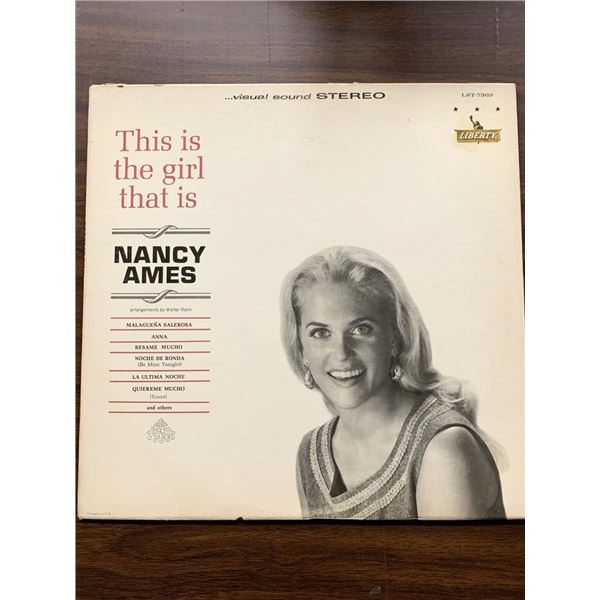 ...visual sound STEREO
LST-7369
LIBERTY
This is
the girl
that is
NANCY
AMES
arrangements by Walter Raim
MALAGUEÑA SALEROSA
ANNA
BESAME MUCHO
NOCHE DE RONDA
(Be Mine Tonight)
LA ULTIMA NOCHE
QUIEREME MUCHO
(Yours)
and others